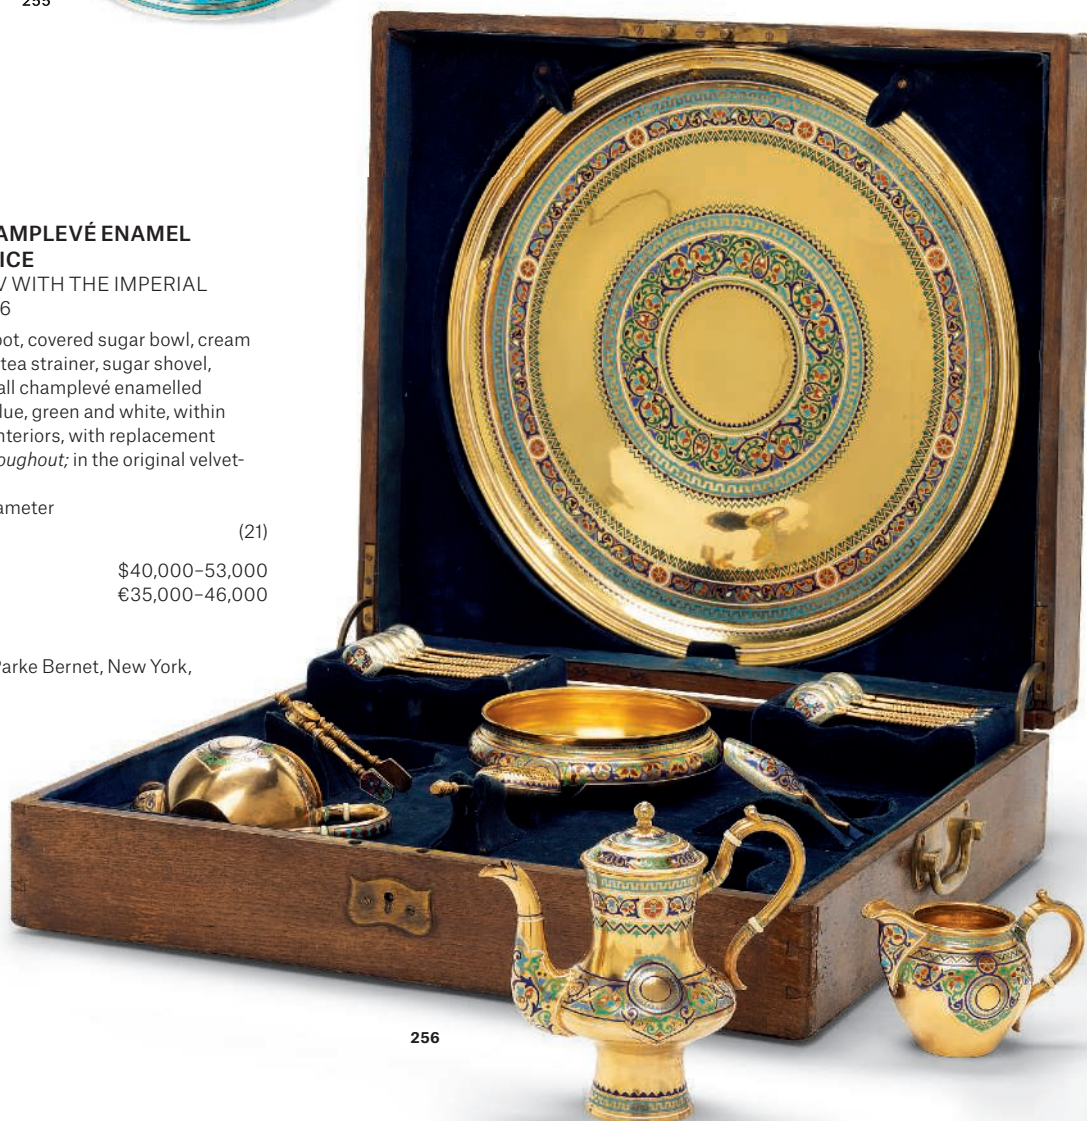 255
AMPLEVÉ ENAMEL
ICE
V WITH THE IMPERIAL
6
pot, covered sugar bowl, cream
tea strainer, sugar shovel,
all champlevé enamelled
lue, green and white, within
nteriors, with replacement
oughout; in the original velvet-
ameter
(21)
$40,000–53,000
€35,000–46,000
Parke Bernet, New York,
256